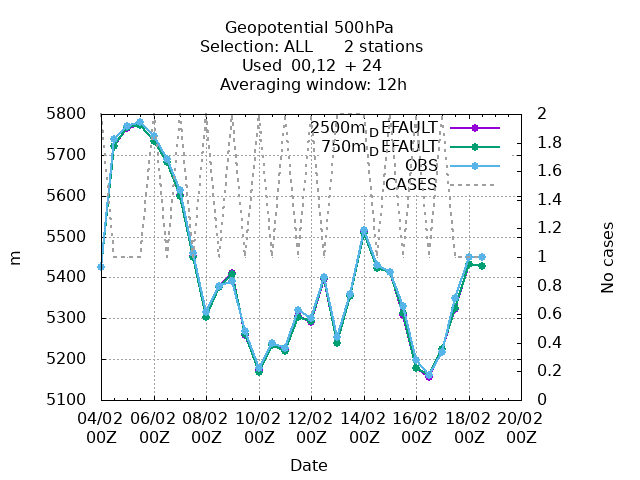 Geopotential 500hPa
Selection: ALL 2 stations
Used 00,12 + 24
Averaging window: 12h
5800
5700
5600
5500
5400
5300
5200
5100
m
2
1.8
1.6
1.4
1.2
1
0.8
0.6
0.4
0.2
0
No cases
2500m_DEFAULT
750m_DEFAULT
OBS
CASES
04/02 06/02 08/02 10/02 12/02 14/02 16/02 18/02 20/02
00Z 00Z 00Z 00Z 00Z 00Z 00Z 00Z 00Z
Date